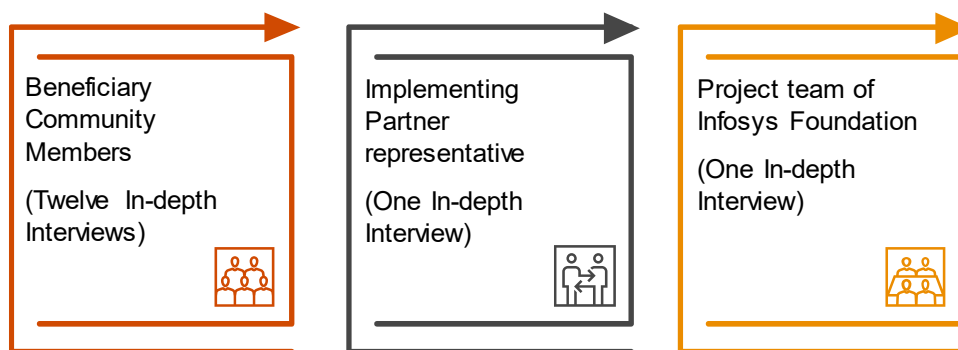 Beneficiary
Community
Members
(Twelve In-depth
Interviews)
Implementing
Partner
representative
(One In-depth
Interview)
Project team of
Infosys Foundation
(One In-depth
Interview)